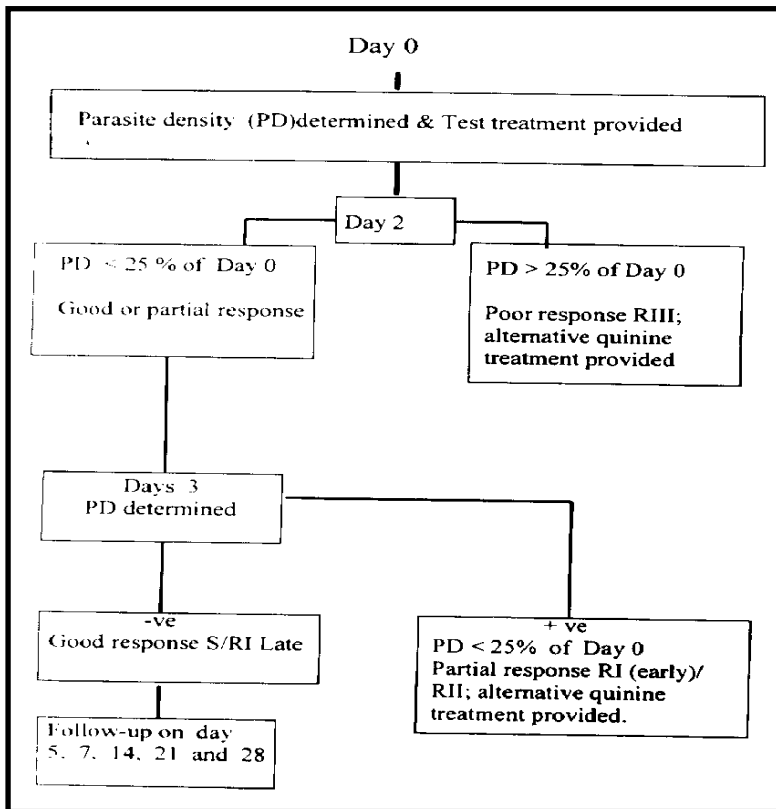 Day 0
Parasite density (PD)determined & Test treatment provided
Day 2
PD < 25 % of Day 0
Good or partial response
PD > 25% of Day 0
Poor response RIII;
alternative quinine
treatment provided
Days 3
PD determined
-ve
Good response S/RI Late
+ ve
PD < 25% of Day 0
Partial response RI (early)/
RII; alternative quinine
treatment provided.
Follow-up on day
5, 7, 14, 21 and 28